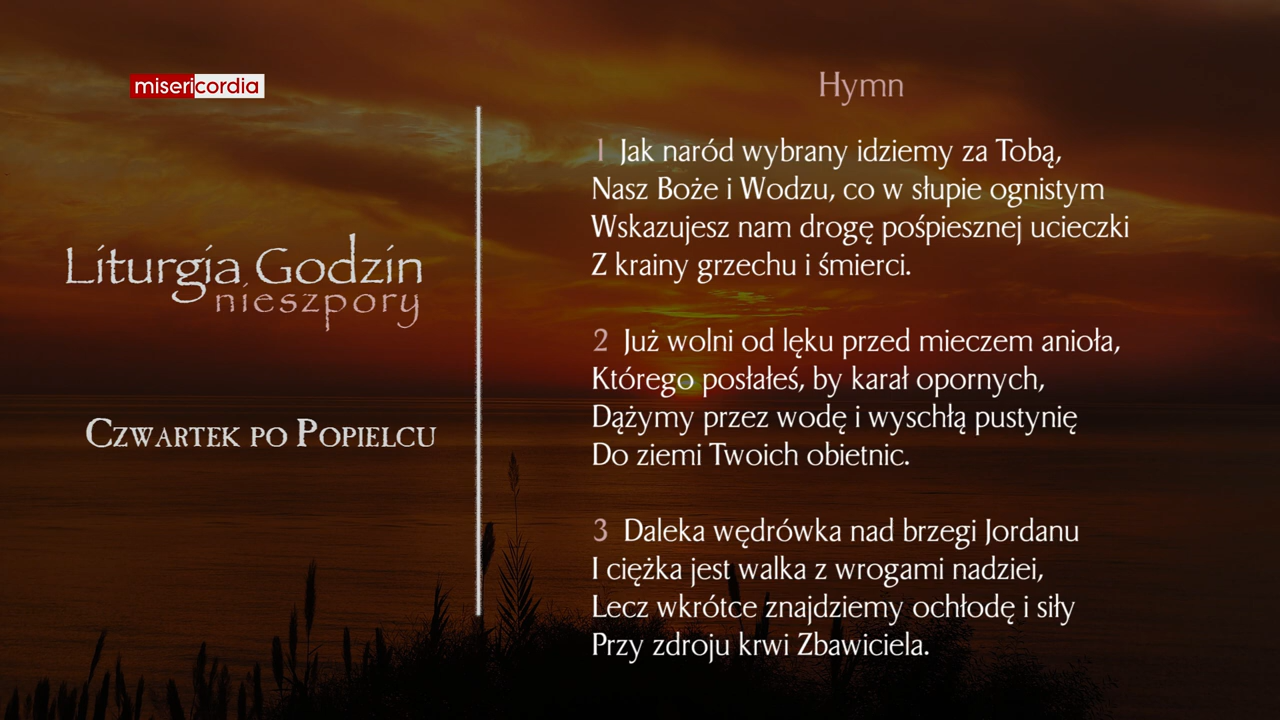 misericordia
Liturgia Godzin
nieszpory
Czwartek po Popielcu
Hymn
1 Jak naród wybrany idziemy za Tobą,
Nasz Boże i Wodzu, co w słupie ognistym
Wskazujesz nam drogę pośpiesznej ucieczki
Z krainy grzechu i śmierci.
2 Już wolni od lęku przed mieczem anioła,
Którego posłałeś, by karał opornych,
Dążymy przez wodę i wyschłą pustynię
Do ziemi Twoich obietnic.
3 Daleka wędrówka nad brzegi Jordanu
I ciężka jest walka z wrogami nadziei,
Lecz wkrótce znajdziemy ochłodę i siły
Przy zdroju krwi Zbawiciela.